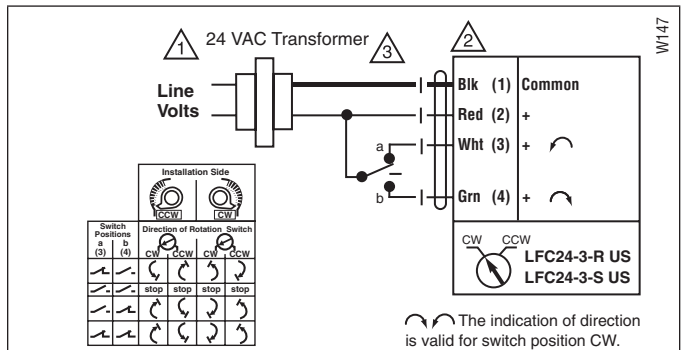 W147
1 24 VAC Transformer 3 2
Line
Volts
Blk (1) Common
Red (2) +
a Wht (3) +
b Grn (4) +
Installation Side
CCW CW
Switch
Positions
a b
(3) (4)
Direction of Rotation Switch
CW CCW CW CCW
stop stop stop stop
CW CCW
LFC24-3-R US
LFC24-3-S US
The indication of direction
is valid for switch position CW.